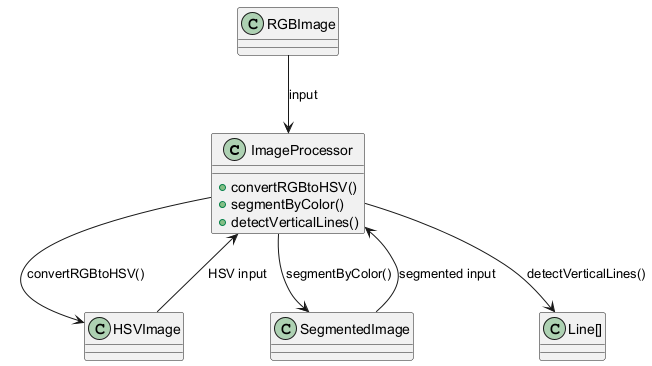 C RGBImage
input
C ImageProcessor
convertRGBtoHSV()
segmentByColor()
detectVerticalLines()
convertRGBtoHSV()
HSV input
segmentByColor()
segmented input
detectVerticalLines()
C HSVImage
C SegmentedImage
C Line[]